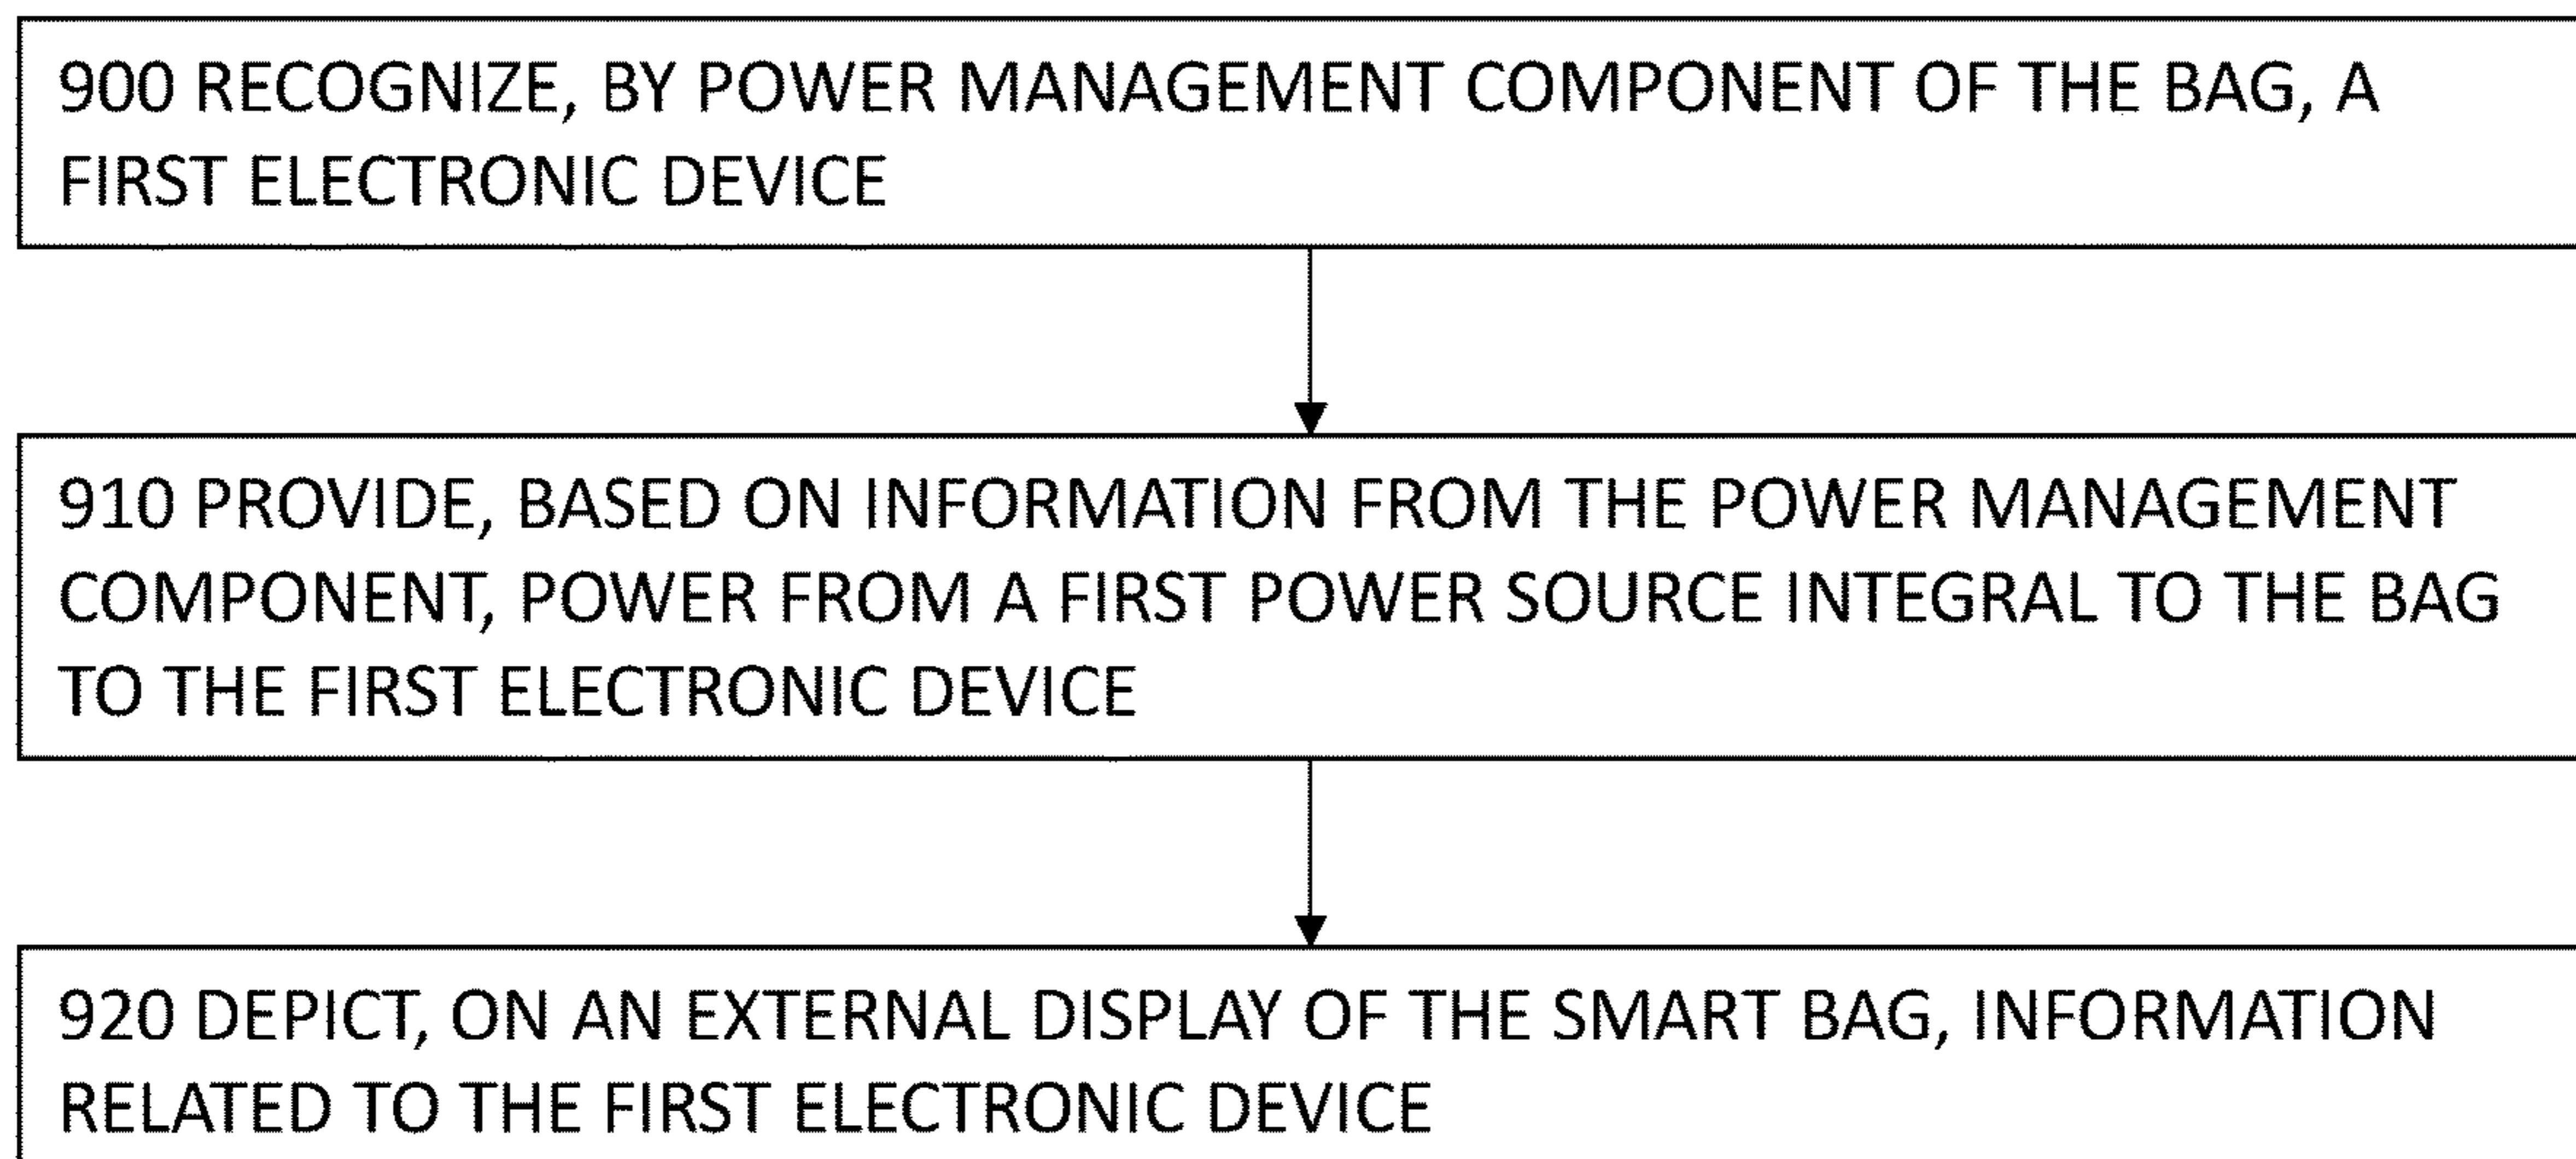 900 RECOGNIZE, BY POWER MANAGEMENT COMPONENT OF THE BAG, A
FIRST ELECTRONIC DEVICE
910 PROVIDE, BASED ON INFORMATION FROM THE POWER MANAGEMENT
COMPONENT, POWER FROM A FIRST POWER SOURCE INTEGRAL TO THE BAG
TO THE FIRST ELECTRONIC DEVICE
920 DEPICT, ON AN EXTERNAL DISPLAY OF THE SMART BAG, INFORMATION
RELATED TO THE FIRST ELECTRONIC DEVICE